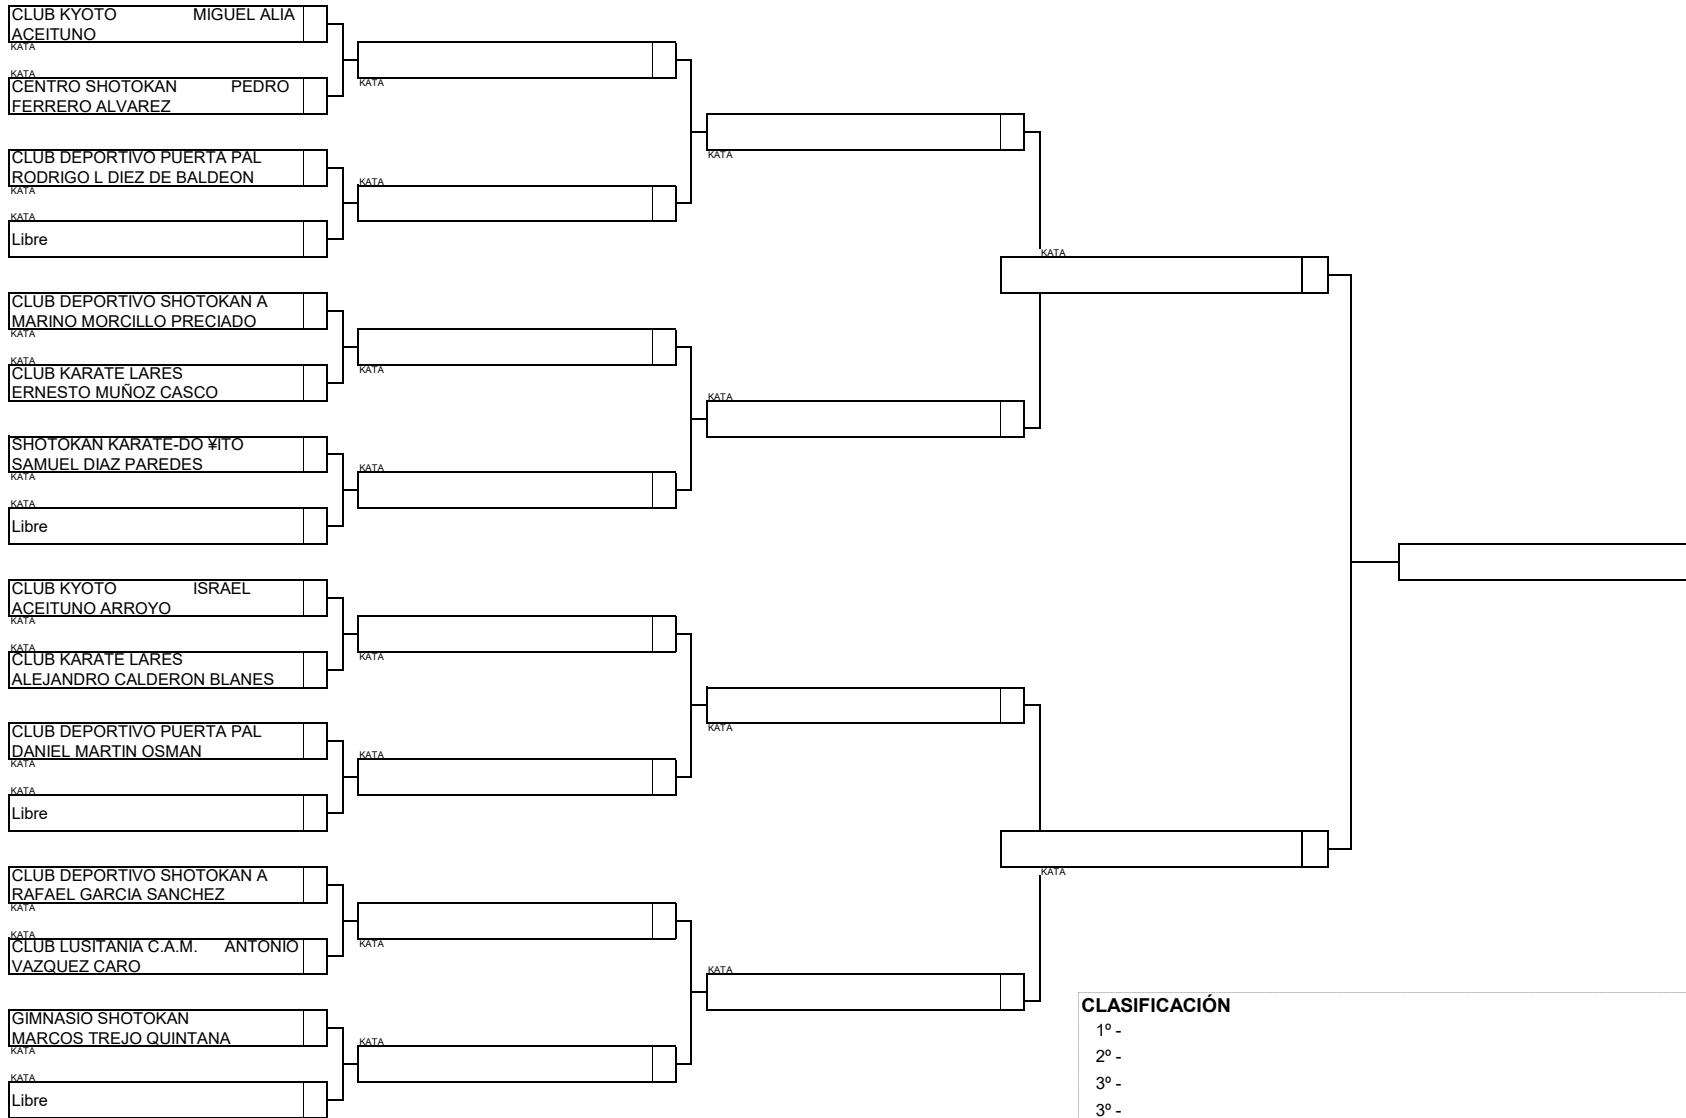 CLUB KYOTO MIGUEL ALIA
ACEITUNO
KATA
KATA
CENTRO SHOTOKAN PEDRO
FERRERO ALVAREZ
KATA
CLUB DEPORTIVO PUERTA PAL
RODRIGO L DIEZ DE BALDEON
KATA
KATA
KATA
Libre
KATA
KATA
CLUB DEPORTIVO SHOTOKAN A
MARINO MORCILLO PRECIADO
KATA
KATA
CLUB KARATE LARES
ERNESTO MUÑOZ CASCO
KATA
KATA
SHOTOKAN KARATE-DO ¥ITO
SAMUEL DIAZ PAREDES
KATA
KATA
KATA
Libre
CLUB KYOTO ISRAEL
ACEITUNO ARROYO
KATA
KATA
CLUB KARATE LARES
ALEJANDRO CALDERON BLANES
KATA
KATA
CLUB DEPORTIVO PUERTA PAL
DANIEL MARTIN OSMAN
KATA
KATA
KATA
Libre
KATA
CLUB DEPORTIVO SHOTOKAN A
RAFAEL GARCIA SANCHEZ
KATA
KATA
CLUB LUSITANIA C.A.M. ANTONIO
VAZQUEZ CARO
KATA
KATA
GIMNASIO SHOTOKAN
MARCOS TREJO QUINTANA
KATA
KATA
KATA
Libre
CLASIFICACIÓN
1º -
2º -
3º -
3º -